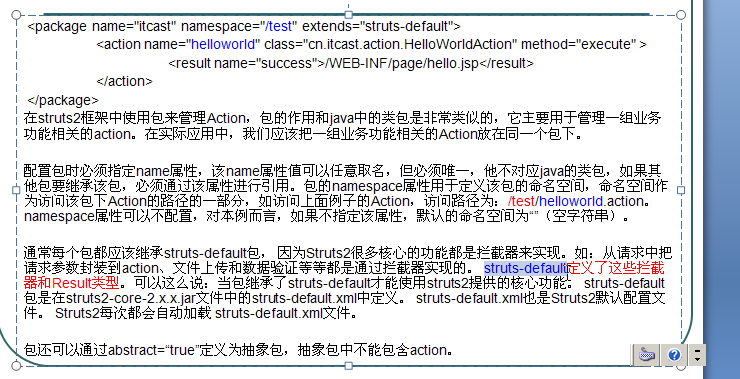 <package name="itcast" namespace="/test" extends="struts-default">
<action name="helloworld" class="cn.itcast.action.HelloWorldAction" method="execute" >
<result name="success">/WEB-INF/page/hello.jsp</result>
</action>
</package>
在struts2框架中使用包来管理Action，包的作用和java中的类包是非常类似的，它主要用于管理一组业务
功能相关的action。在实际应用中，我们应该把一组业务功能相关的Action放在同一个包下。
配置包时必须指定name属性，该name属性值可以任意取名，但必须唯一，他不对应java的类包，如果其
他包要继承该包，必须通过该属性进行引用。包的namespace属性用于定义该包的命名空间，命名空间作
为访问该包下Action的路径的一部分，如访问上面例子的Action，访问路径为：/test/helloworld.action。
namespace属性可以不配置，对本例而言，如果不指定该属性，默认的命名空间为“”（空字符串）。
通常每个包都应该继承struts-default包， 因为Struts2很多核心的功能都是拦截器来实现。如：从请求中把
请求参数封装到action、文件上传和数据验证等等都是通过拦截器实现的。 struts-default定义了这些拦截
器和Result类型。可以这么说：当包继承了struts-default才能使用struts2提供的核心功能。 struts-default
包是在struts2-core-2.x.x.jar文件中的struts-default.xml中定义。 struts-default.xml也是Struts2默认配置文
件。 Struts2每次都会自动加载 struts-default.xml文件。
包还可以通过abstract=“true”定义为抽象包，抽象包中不能包含action。